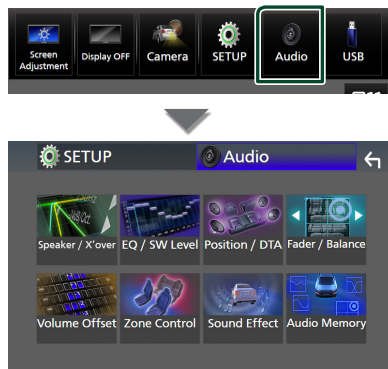 Screen
Adjustment
Display OFF
Camera
SETUP
Audio
USB
SETUP
Audio
Speaker / X'over
EQ / SW Level
Position / DTA
Fader / Balance
Volume Offset
Zone Control
Sound Effect
Audio Memory